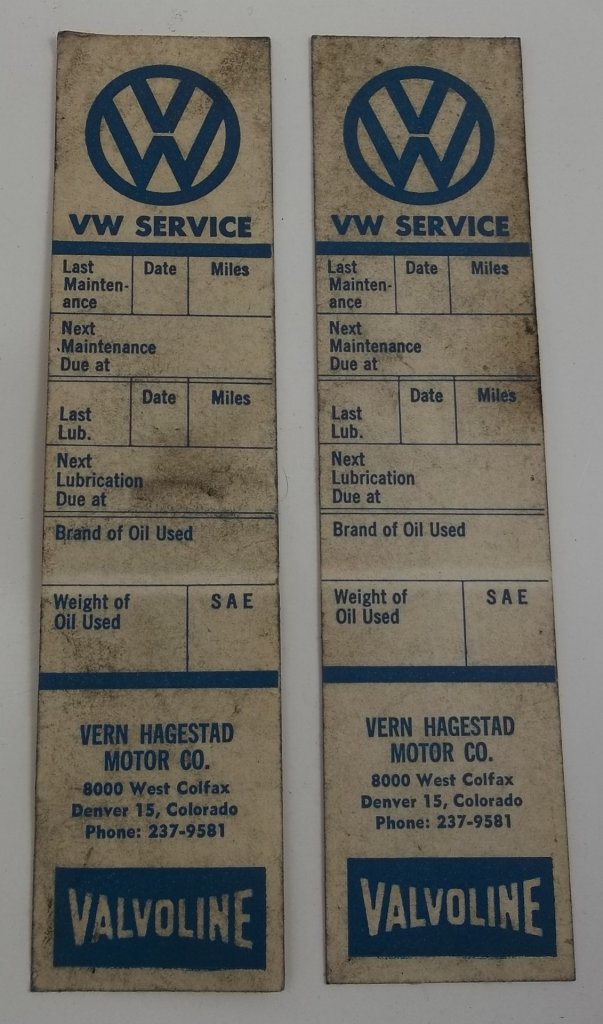 VW
VW SERVICE
Last
Mainten-
ance
Date
Miles
Next
Maintenance
Due at
Last
Lub.
Date
Miles
Next
Lubrication
Due at
Brand of Oil Used
Weight of
Oil Used
SAE
VERN HAGESTAD
MOTOR CO.
8000 West Colfax
Denver 15, Colorado
Phone: 237-9581
VALVOLINE
VW
VW SERVICE
Last
Mainten-
ance
Date
Miles
Next
Maintenance
Due at
Last
Lub.
Date
Miles
Next
Lubrication
Due at
Brand of Oil Used
Weight of
Oil Used
SAE
VERN HAGESTAD
MOTOR CO.
8000 West Colfax
Denver 15, Colorado
Phone: 237-9581
VALVOLINE